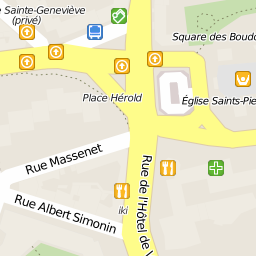 Sainte-Geneviève
(privé)
Square des Boudo
Place Hérold
Église Saints-Pie
Rue Massenet
Rue de l'Hôtel de V
Rue Albert Simonin
iki